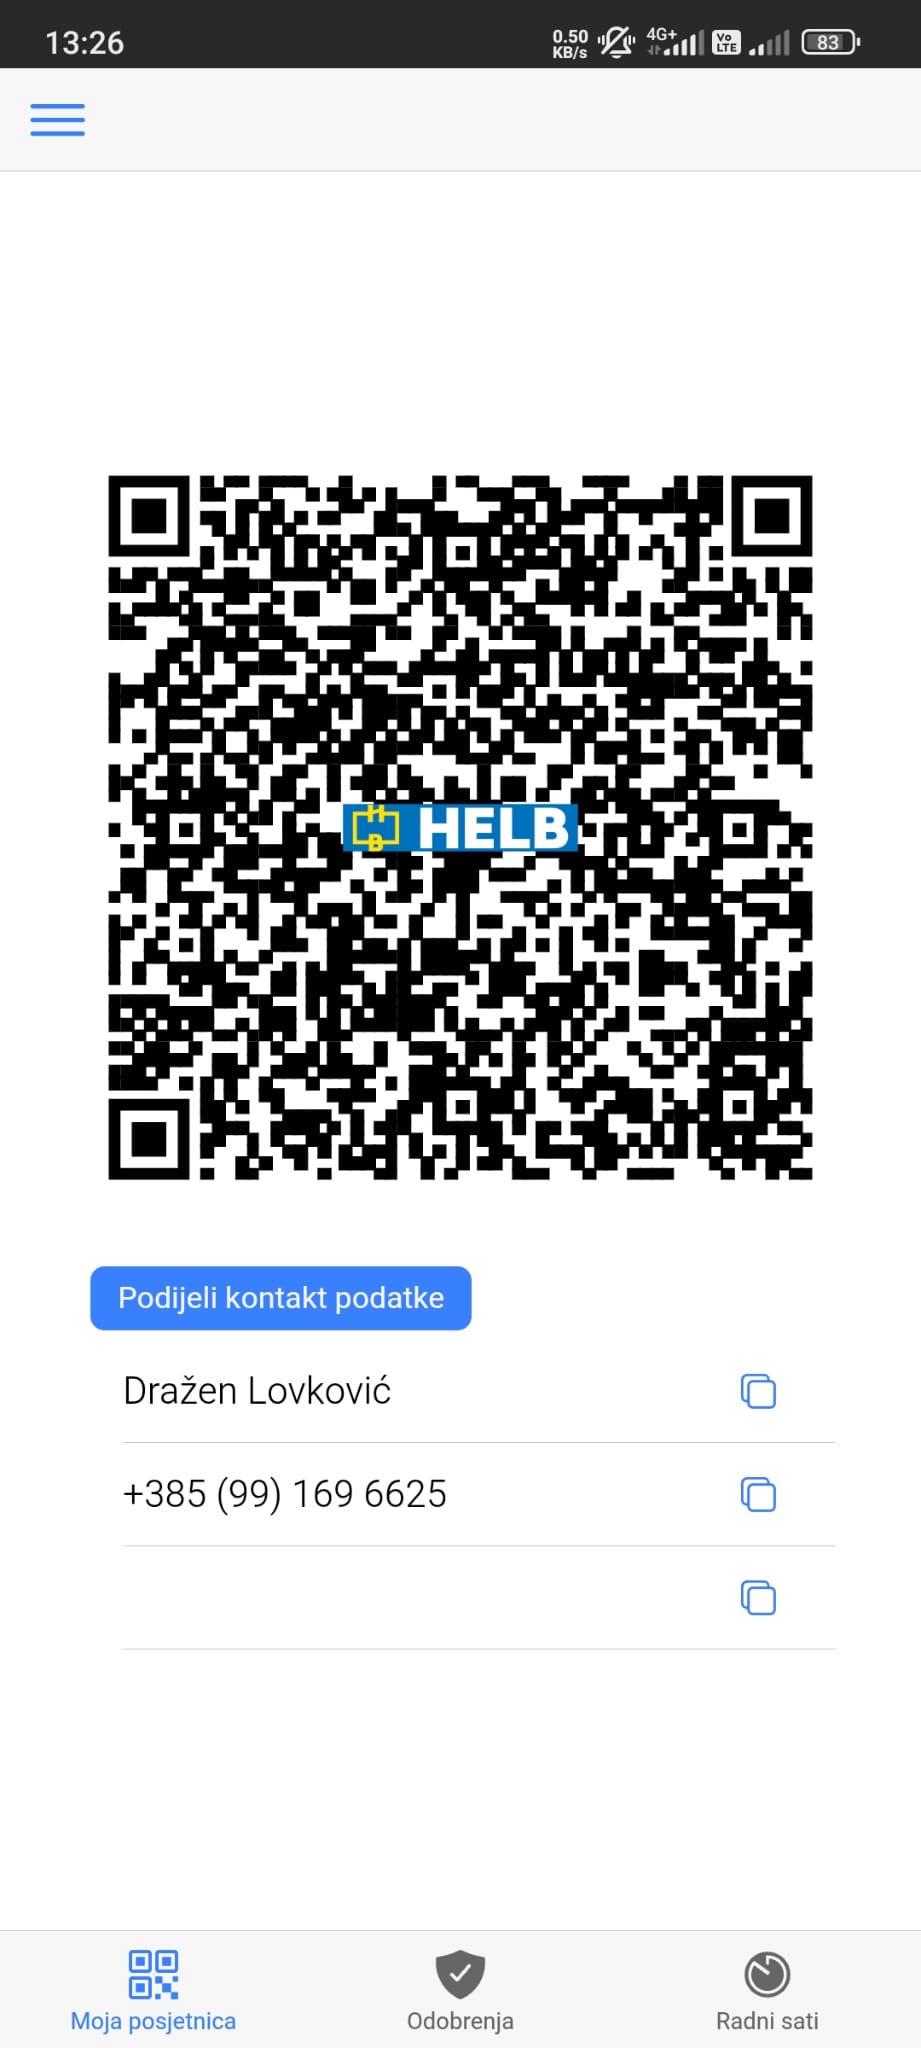 13:26
0.50
KB/s
4G+
Vo
LTE
83
HB HELB
Podijeli kontakt podatke
Dražen Lovković
+385 (99) 169 6625
Moja posjetnica
Odobrenja
Radni sati